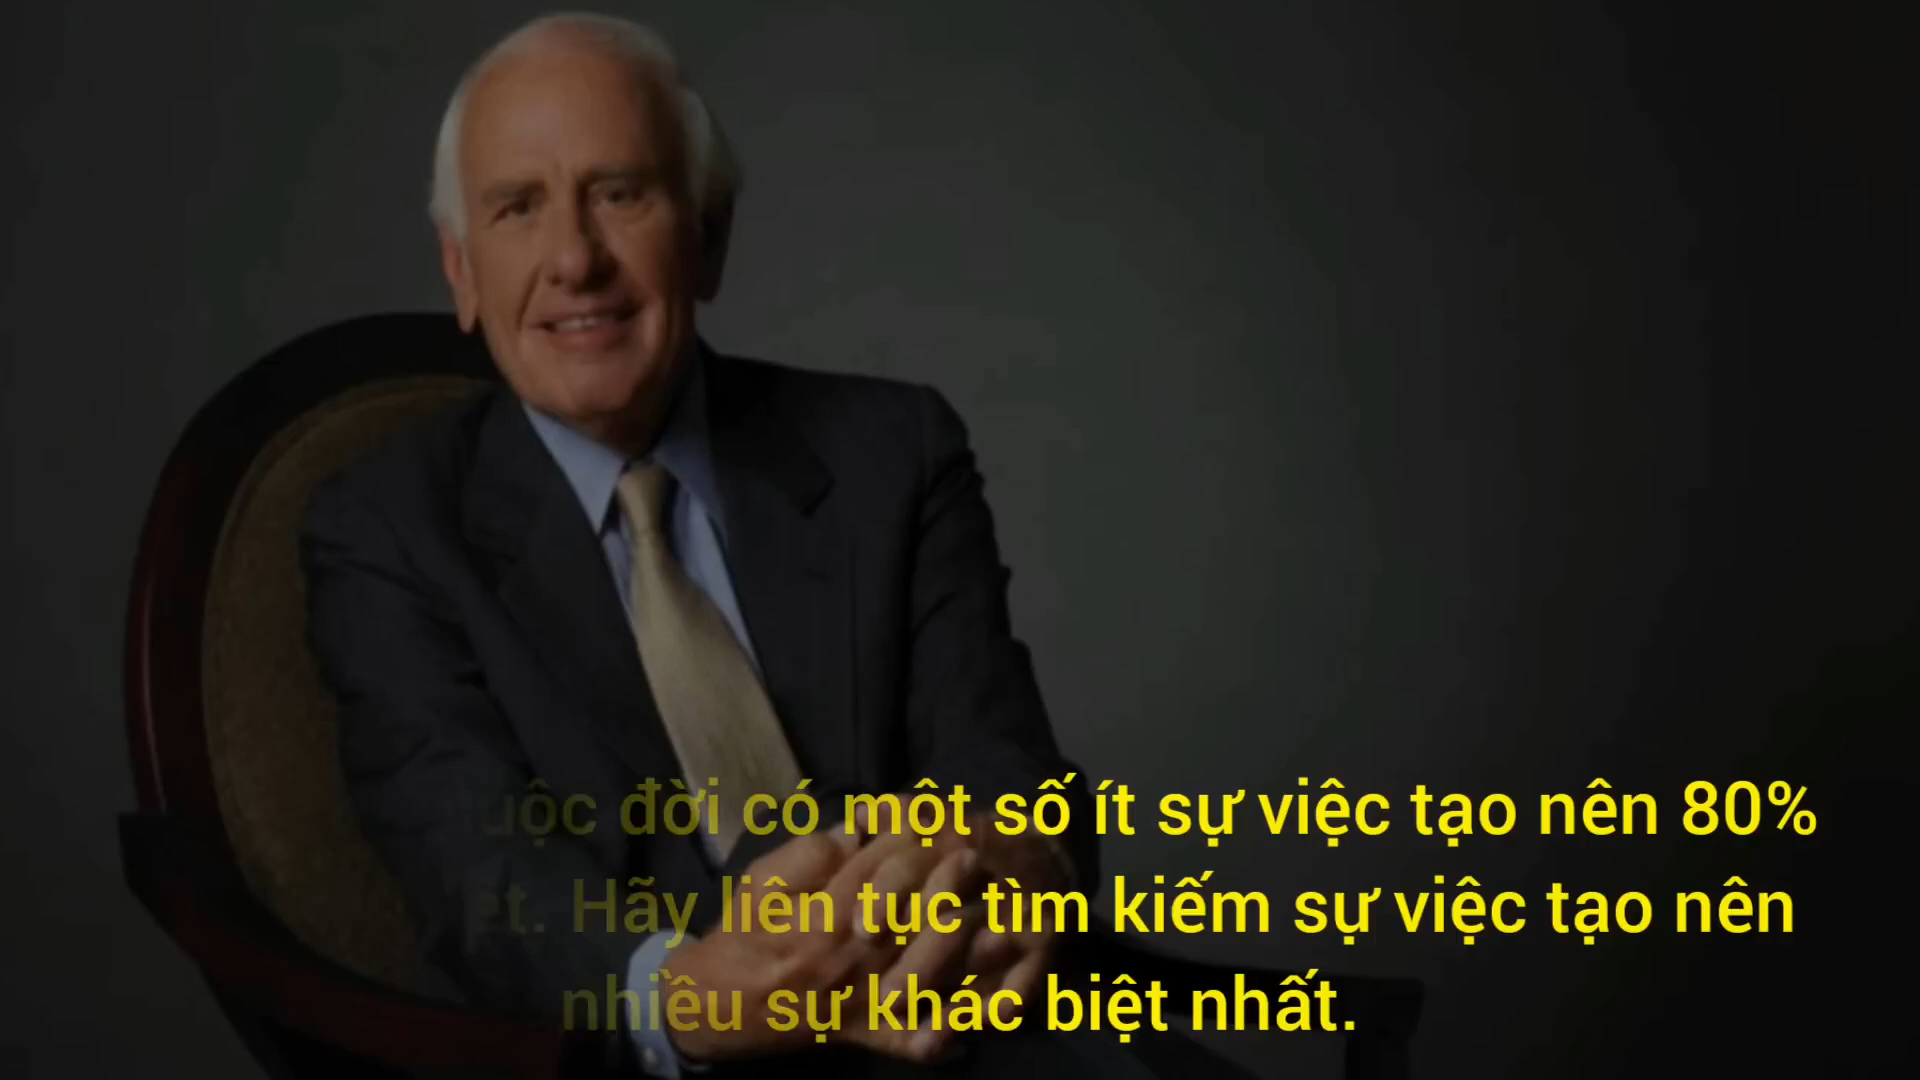 đời có một số ít sự việc tạo nên 80%
Hãy liên tục tìm kiếm sự việc tạo nên
nhiều sự khác biệt nhất.